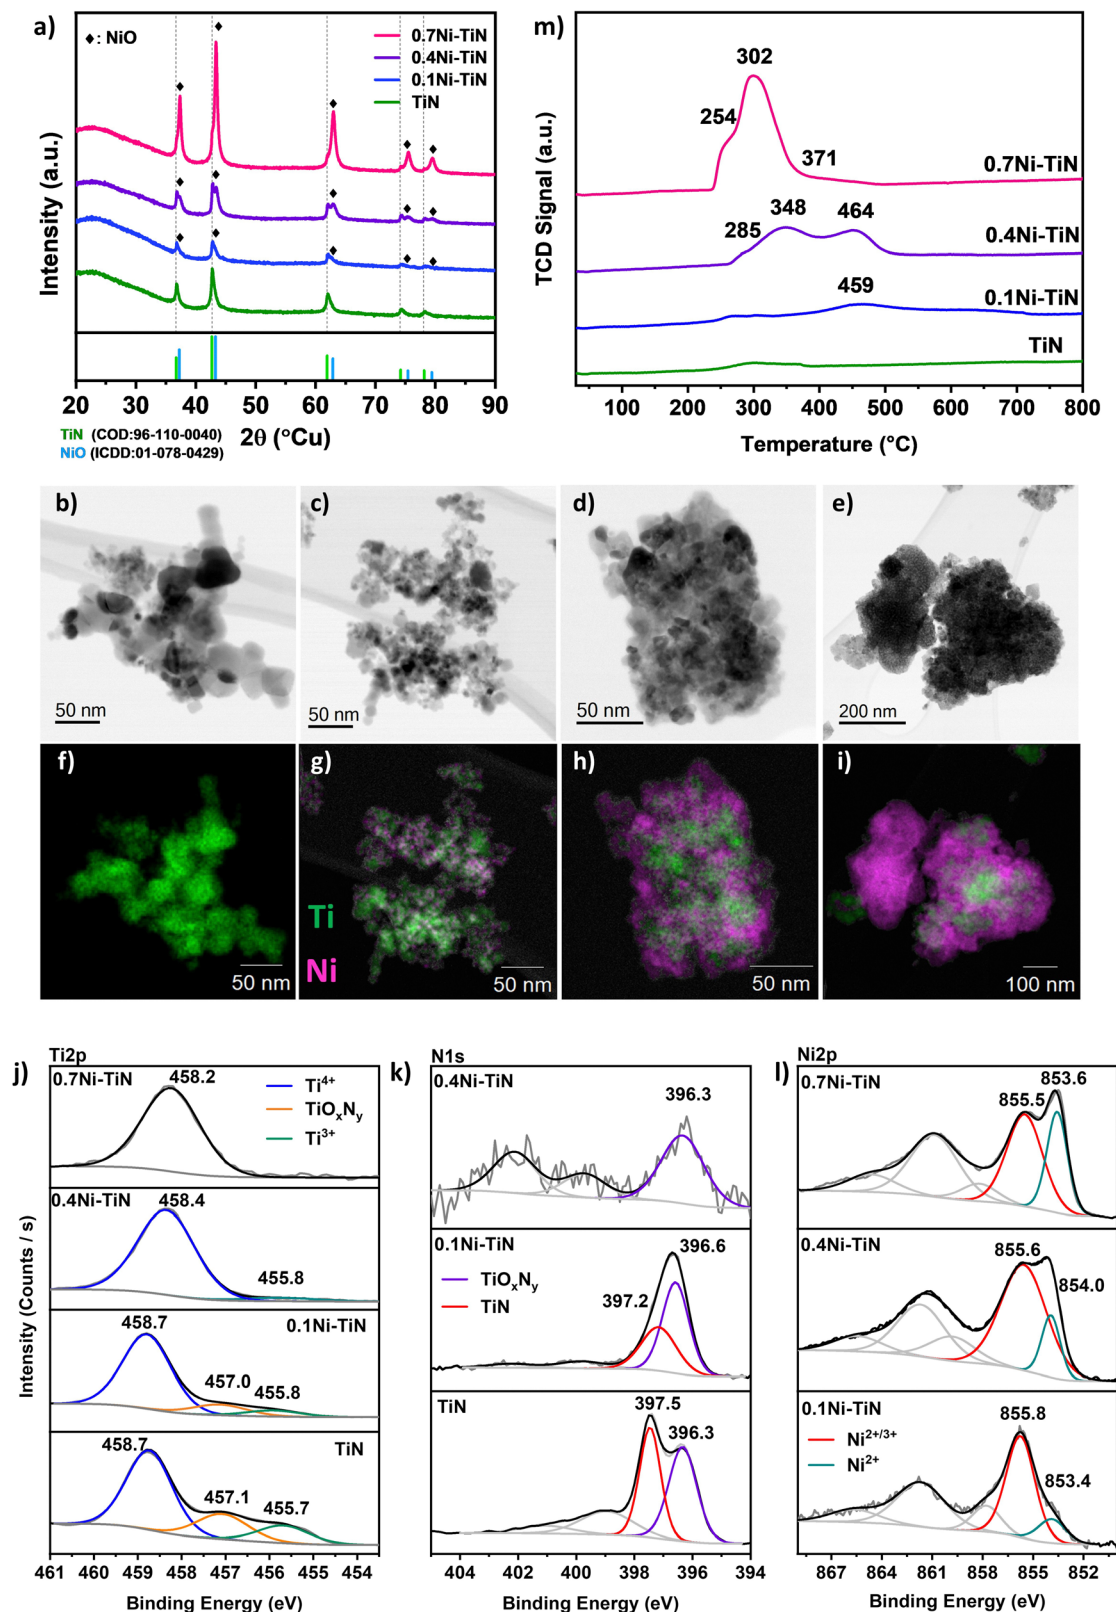 a)
◆: NiO
0.7Ni-TiN
0.4Ni-TiN
0.1Ni-TiN
TiN
Intensity (a.u.)
20 30 40 50 60 70 80 90
TiN (COD:96-110-0040)
NiO (ICDD:01-078-0429)
2θ (°Cu)
m)
302
254
371
0.7Ni-TiN
348
464
285
0.4Ni-TiN
459
0.1Ni-TiN
TiN
TCD Signal (a.u.)
100 200 300 400 500 600 700 800
Temperature (°C)
b)
50 nm
c)
50 nm
d)
50 nm
e)
200 nm
f)
50 nm
g)
Ti
Ni
50 nm
h)
50 nm
i)
100 nm
j)
Ti2p
0.7Ni-TiN
458.2
Ti4+
TiOxNy
Ti3+
0.4Ni-TiN
458.4
455.8
0.1Ni-TiN
458.7
457.0
455.8
TiN
458.7
457.1
455.7
Intensity (Counts / s)
461 460 459 458 457 456 455 454
Binding Energy (eV)
k)
N1s
0.4Ni-TiN
396.3
0.1Ni-TiN
396.6
TiOxNy
TiN
397.2
TiN
397.5
396.3
404 402 400 398 396 394
Binding Energy (eV)
l)
Ni2p
0.7Ni-TiN
853.6
855.5
0.4Ni-TiN
855.6
854.0
0.1Ni-TiN
855.8
Ni2+/3+
Ni2+
853.4
867 864 861 858 855 852
Binding Energy (eV)